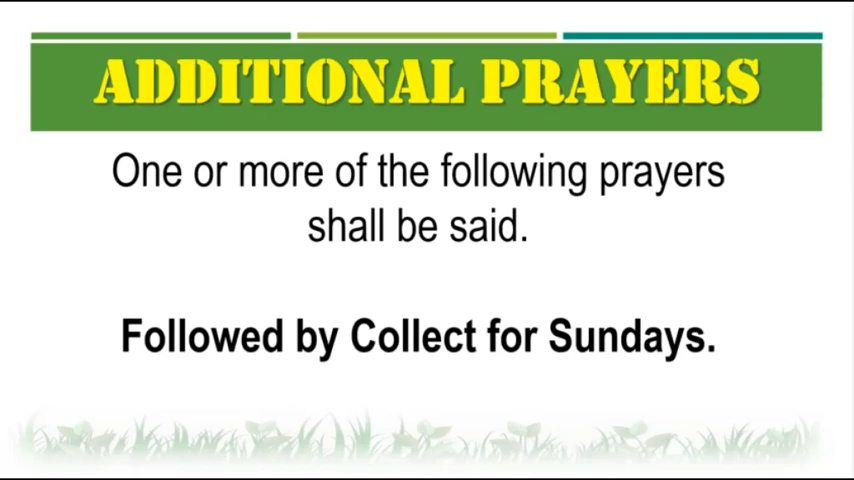 ADDITIONAL PRAYERS
One or more of the following prayers
shall be said.
Followed by Collect for Sundays.